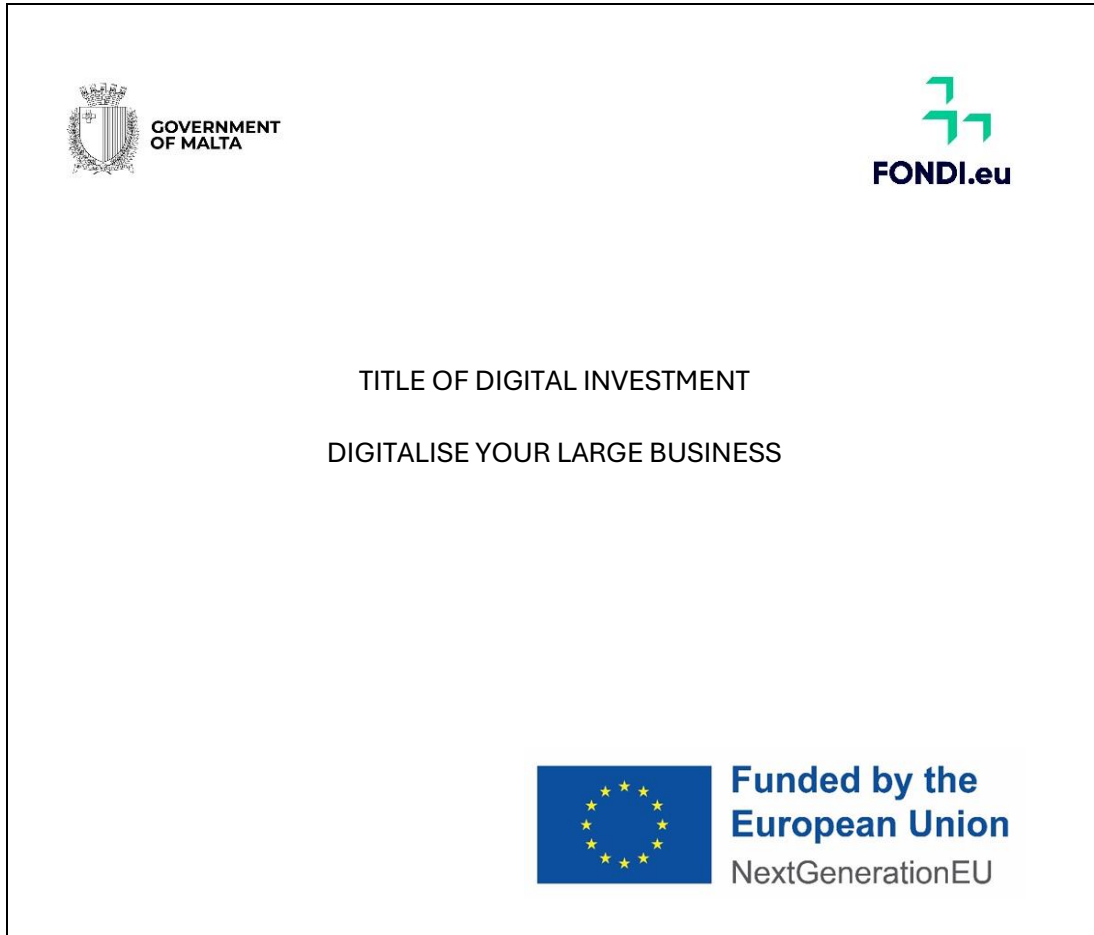 GOVERNMENT
OF MALTA
FONDI.eu
TITLE OF DIGITAL INVESTMENT
DIGITALISE YOUR LARGE BUSINESS
Funded by the
European Union
NextGenerationEU